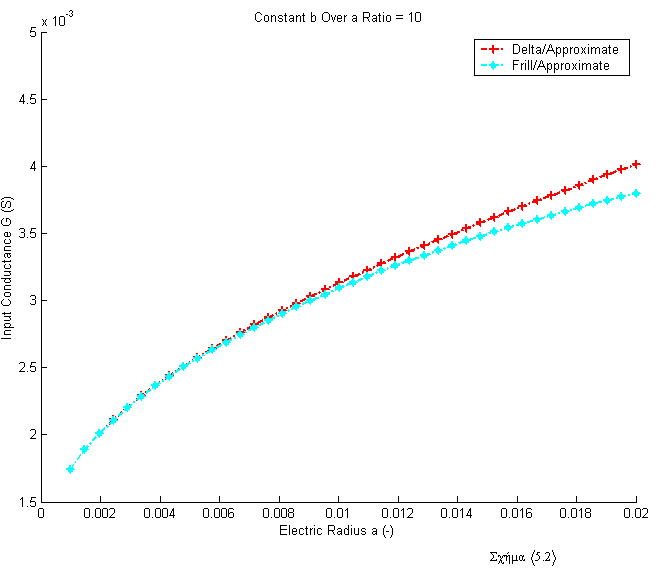 x 10⁻³
Constant b Over a Ratio = 10
Delta/Approximate
Frill/Approximate
5
4.5
4
3.5
3
2.5
2
1.5
Input Conductance G (S)
0 0.002 0.004 0.006 0.008 0.01 0.012 0.014 0.016 0.018 0.02
Electric Radius a (-)
Σχήμα ⟨5.2⟩